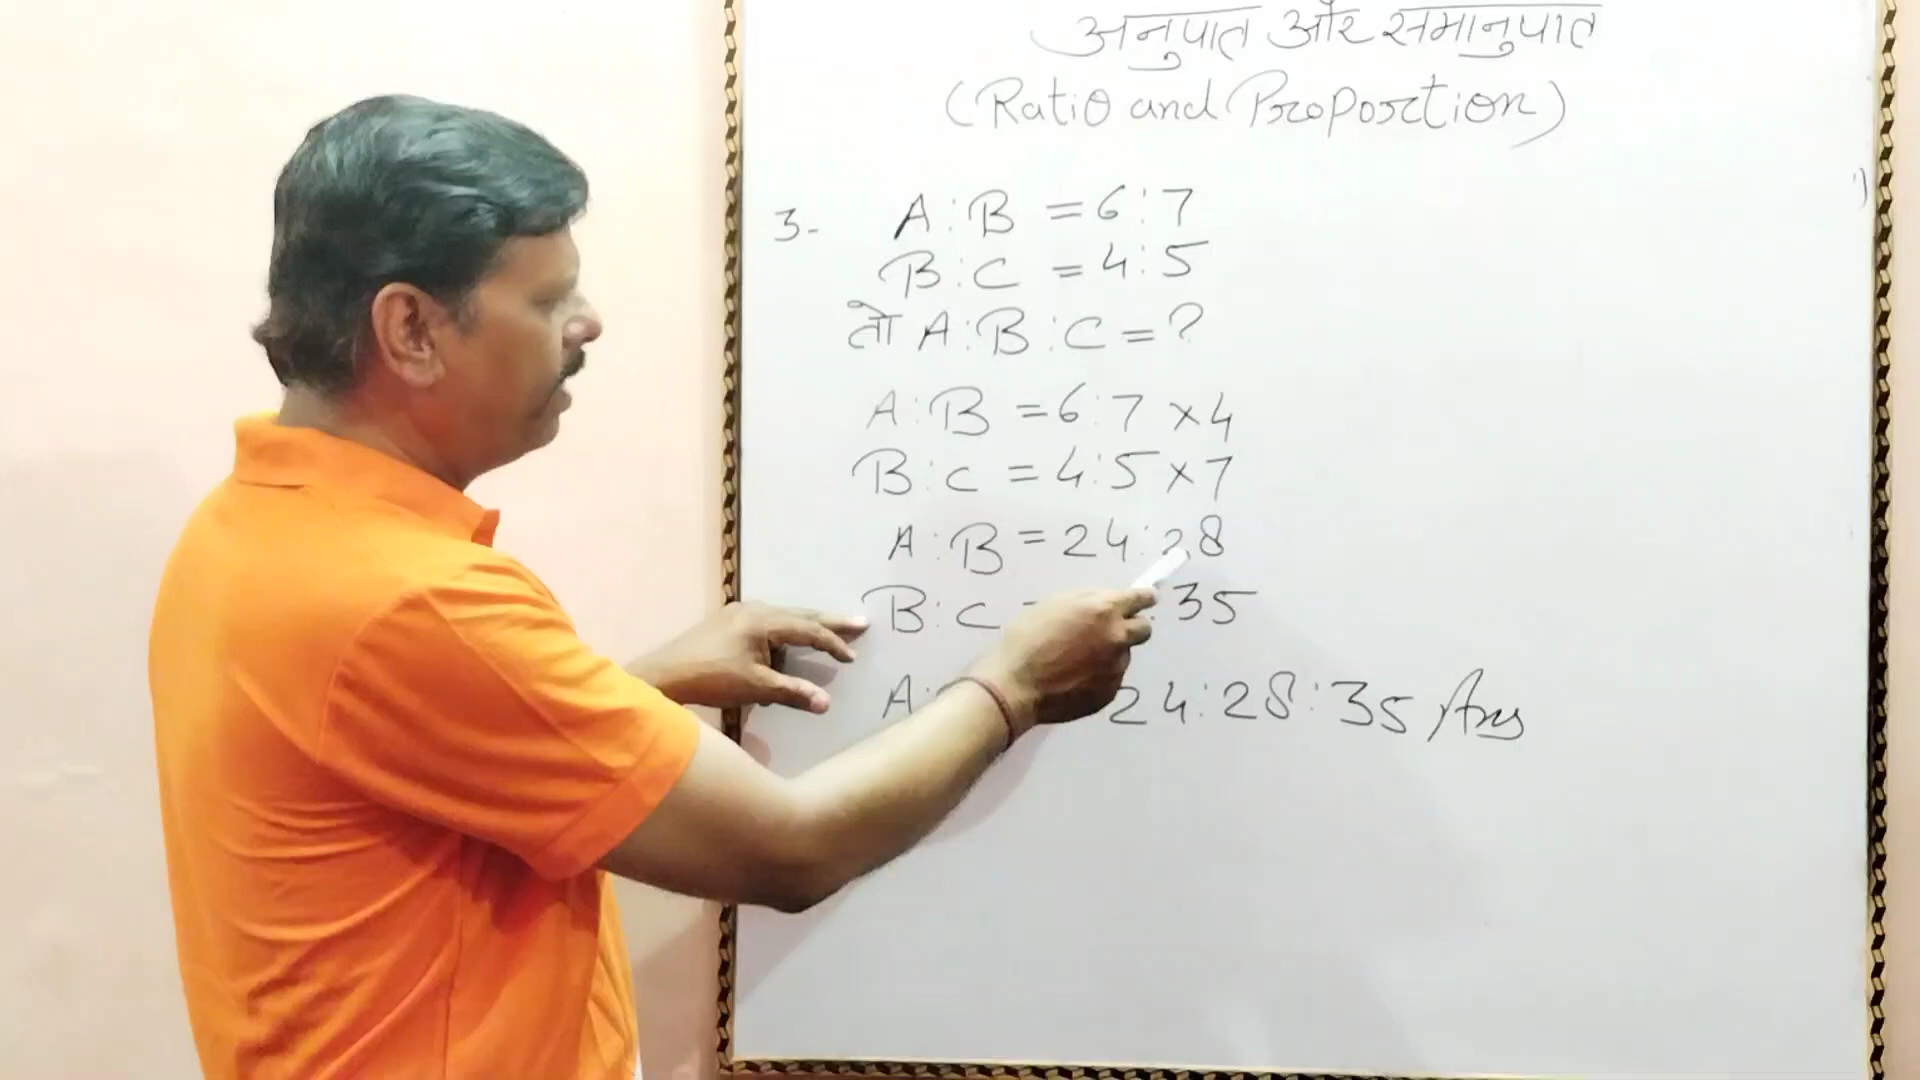 अनुपात और समानुपात
(Ratio and Proportion)
3- A:B = 6:7
B:C = 4:5
तो A:B:C = ?
A:B = 6:7 ×4
B:C = 4:5 ×7
A:B = 24:28
B:C :35
A: 24:28:35 Ans